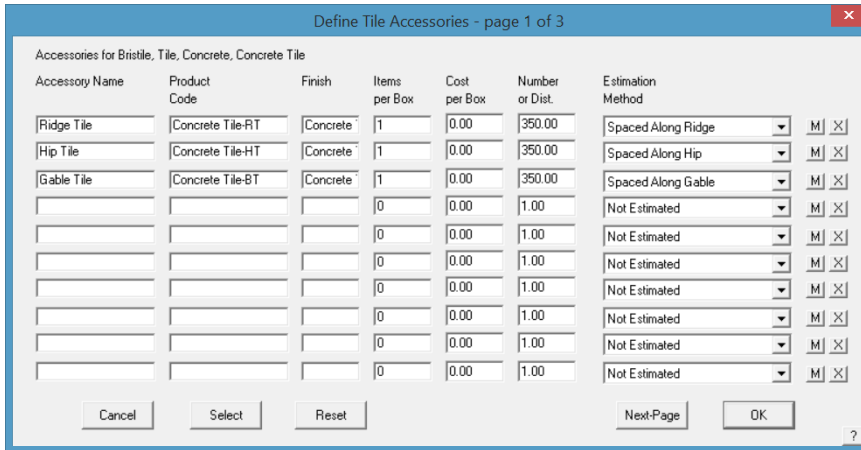 Define Tile Accessories - page 1 of 3
x
Accessories for Bristile, Tile, Concrete, Concrete Tile
Accessory Name Product Code Finish Items per Box Cost per Box Number or Dist. Estimation Method
Ridge Tile Concrete Tile-RT Concrete 1 0.00 350.00 Spaced Along Ridge M X
Hip Tile Concrete Tile-HT Concrete 1 0.00 350.00 Spaced Along Hip M X
Gable Tile Concrete Tile-BT Concrete 1 0.00 350.00 Spaced Along Gable M X
0 0.00 1.00 Not Estimated M X
0 0.00 1.00 Not Estimated M X
0 0.00 1.00 Not Estimated M X
0 0.00 1.00 Not Estimated M X
0 0.00 1.00 Not Estimated M X
0 0.00 1.00 Not Estimated M X
0 0.00 1.00 Not Estimated M X
Cancel Select Reset Next-Page OK
?